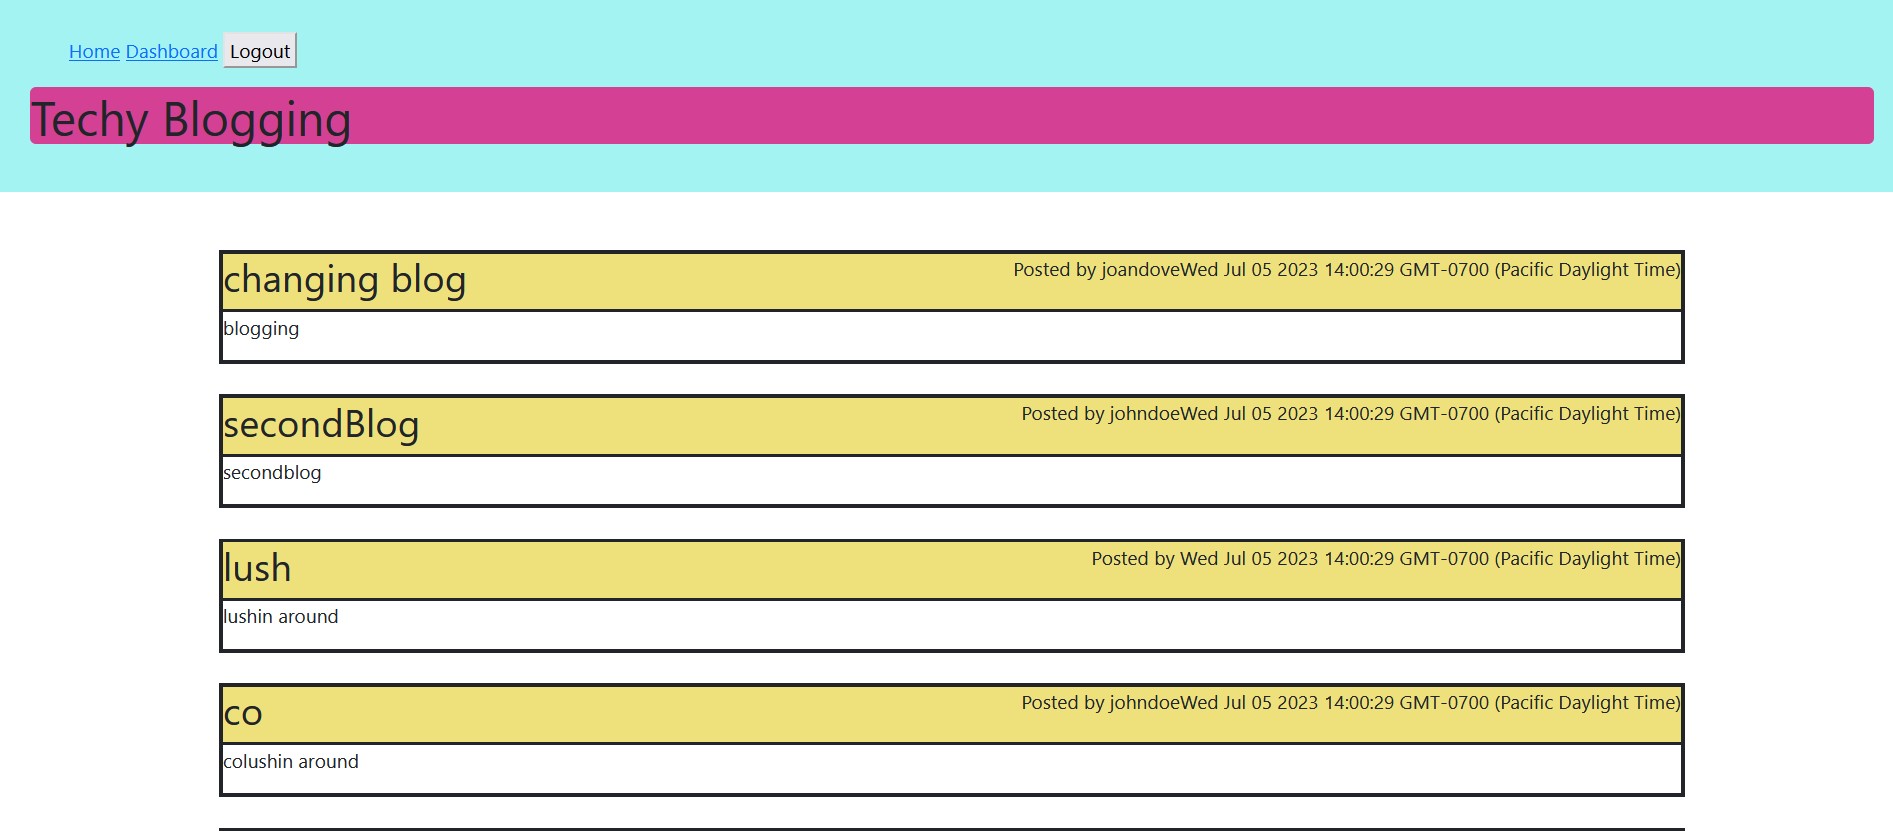 Home Dashboard Logout
Techy Blogging
changing blog Posted by joandoveWed Jul 05 2023 14:00:29 GMT-0700 (Pacific Daylight Time)
blogging
secondBlog Posted by johndoeWed Jul 05 2023 14:00:29 GMT-0700 (Pacific Daylight Time)
secondblog
lush Posted by Wed Jul 05 2023 14:00:29 GMT-0700 (Pacific Daylight Time)
lushin around
co Posted by johndoeWed Jul 05 2023 14:00:29 GMT-0700 (Pacific Daylight Time)
colushin around